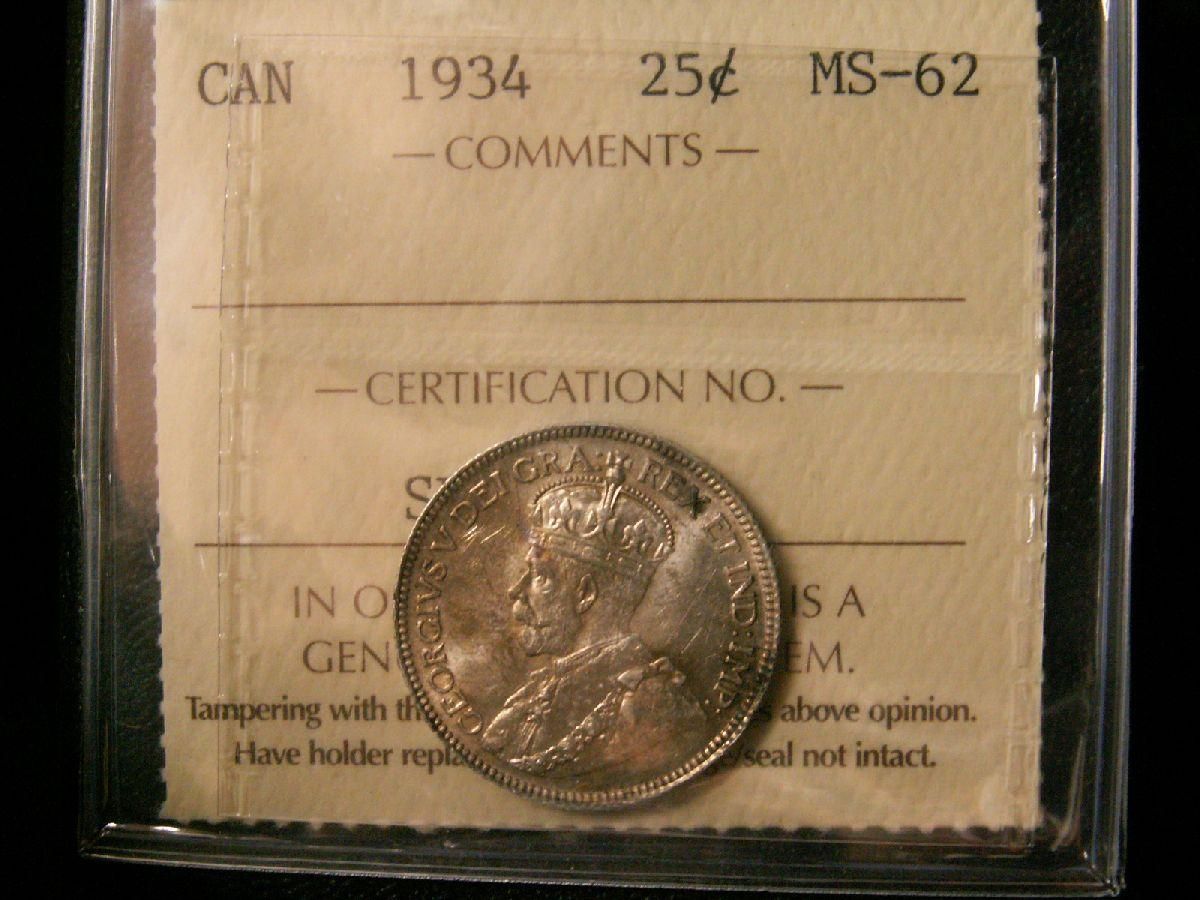 CAN 1934 25¢ MS-62
— COMMENTS —
— CERTIFICATION NO. —
GEORGIVS V DEI GRA: REX ET IND: IMP:
IN O IS A
GEN EM.
Tampering with th above opinion.
Have holder repla /seal not intact.